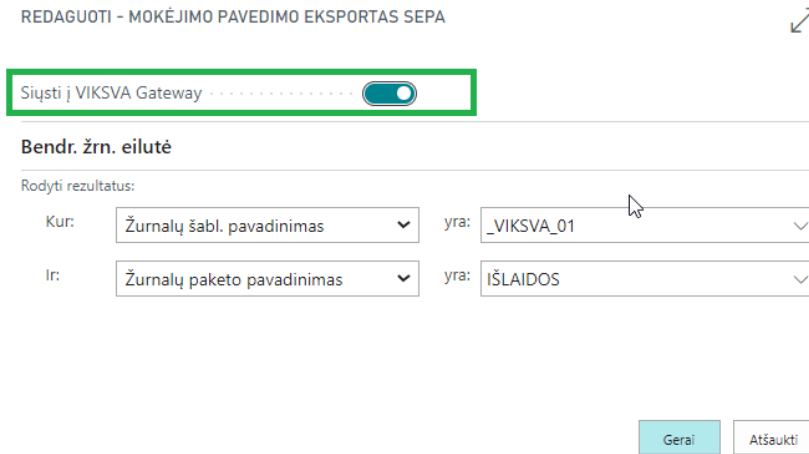 REDAGUOTI - MOKĖJIMO PAVEDIMO EKSPORTAS SEPA
Siųsti į VIKSVA Gateway
Bendr. žrn. eilutė
Rodyti rezultatus:
Kur: Žurnalų šabl. pavadinimas yra: _VIKSVA_01
Ir: Žurnalų paketo pavadinimas yra: IŠLAIDOS
Gerai Atšaukti